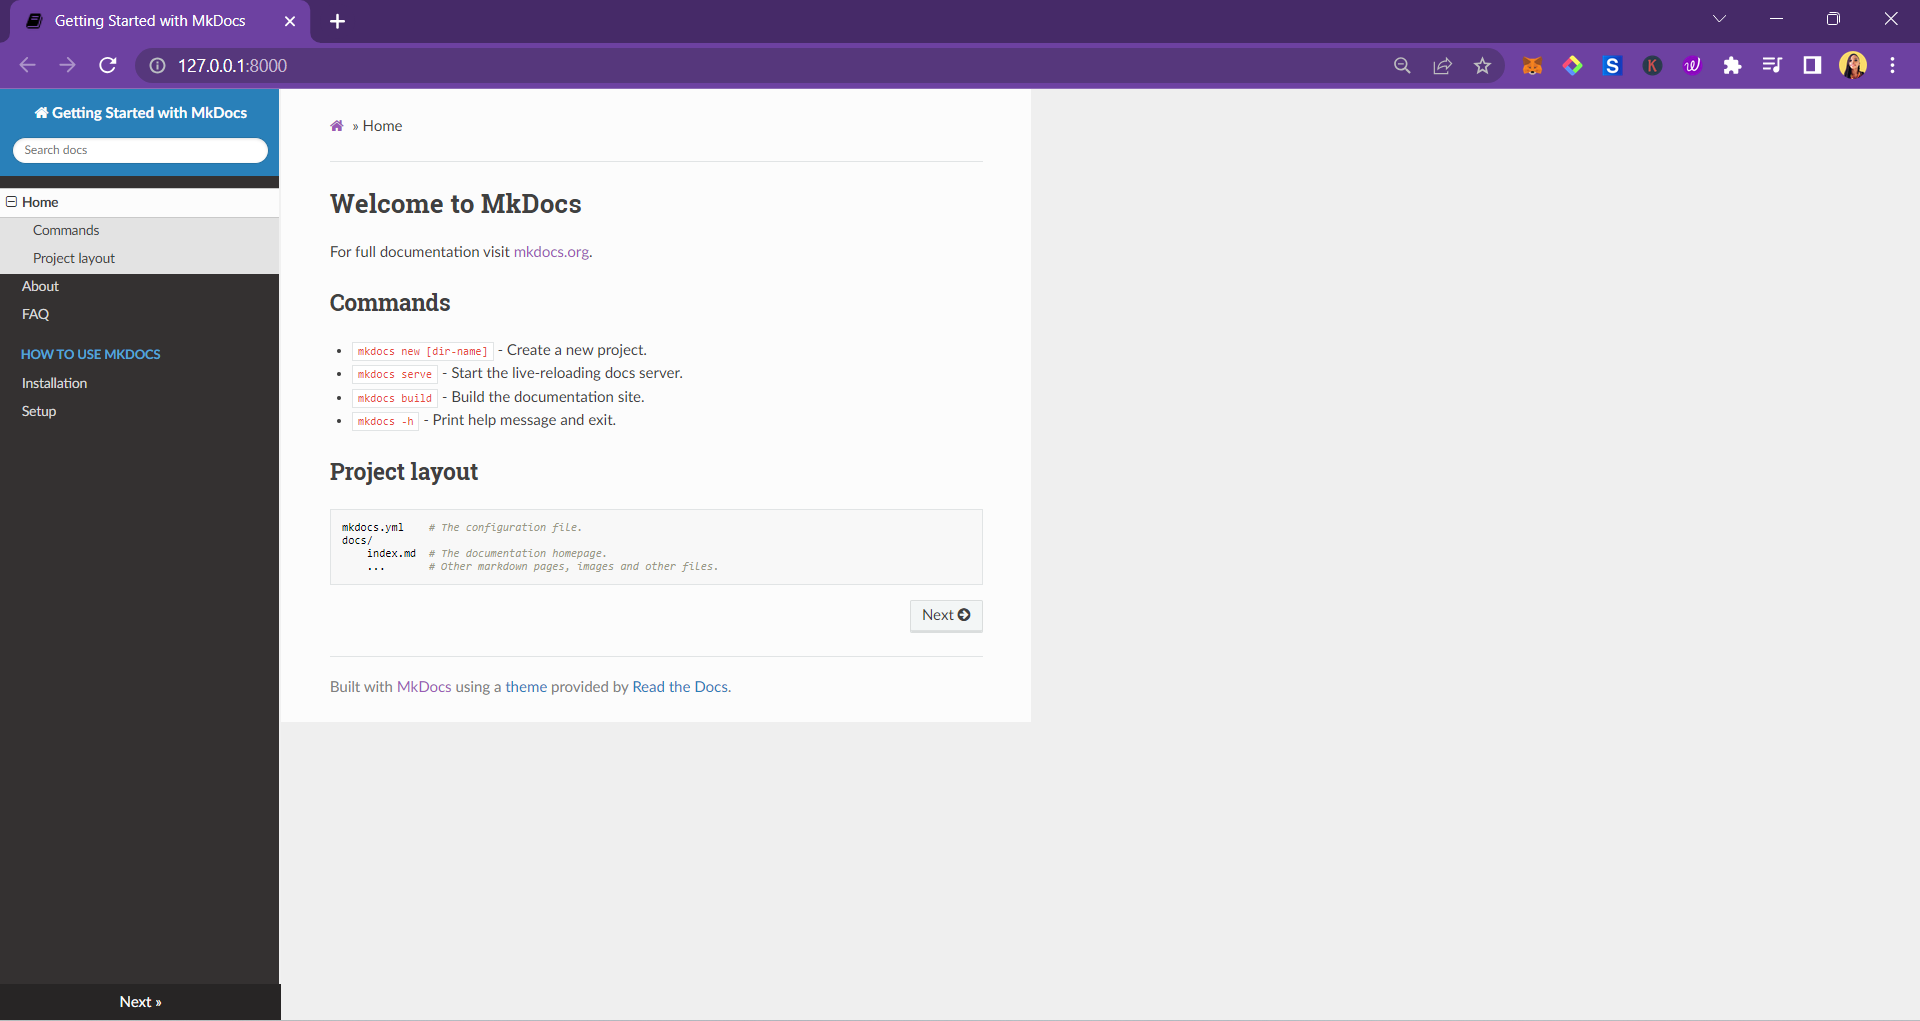 Getting Started with MkDocs
127.0.0.1:8000
S
K
Getting Started with MkDocs
Search docs
Home
Commands
Project layout
About
FAQ
HOW TO USE MKDOCS
Installation
Setup
Next »
» Home
Welcome to MkDocs
For full documentation visit mkdocs.org.
Commands
• mkdocs new [dir-name] - Create a new project.
• mkdocs serve - Start the live-reloading docs server.
• mkdocs build - Build the documentation site.
• mkdocs -h - Print help message and exit.
Project layout
mkdocs.yml    # The configuration file.
docs/
    index.md  # The documentation homepage.
    ...       # Other markdown pages, images and other files.
Next
Built with MkDocs using a theme provided by Read the Docs.